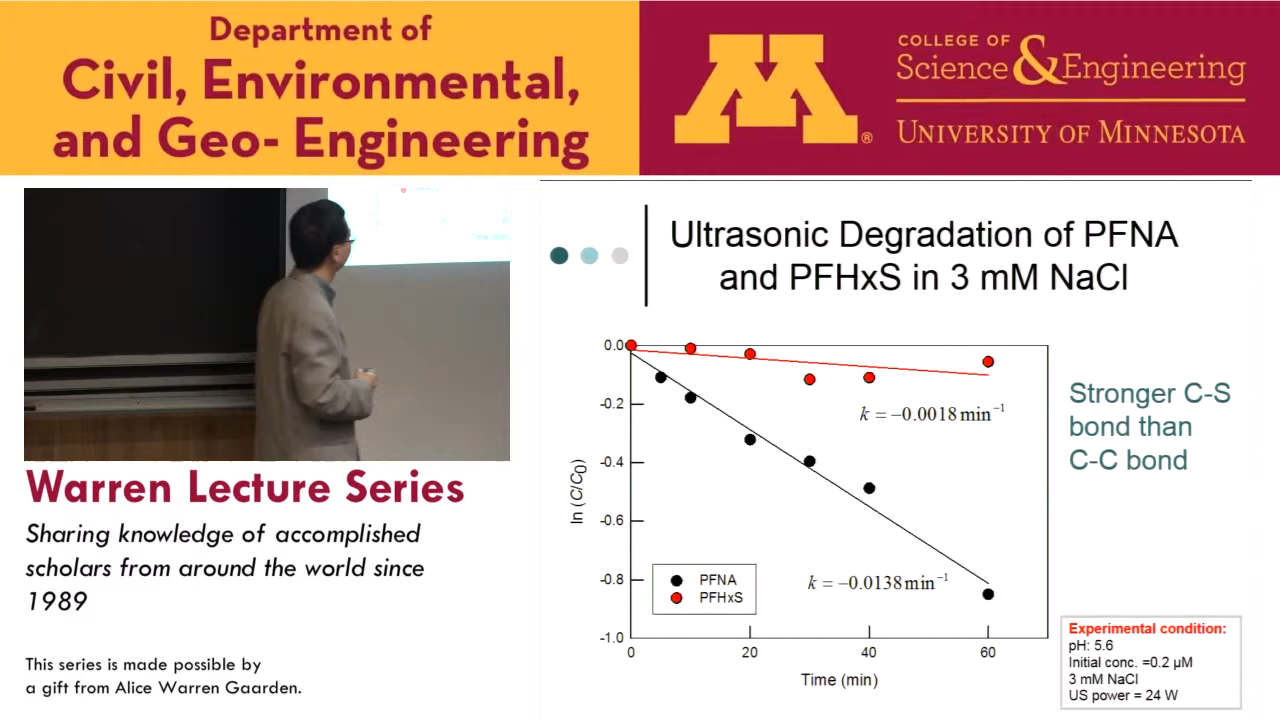 Department of
Civil, Environmental,
and Geo- Engineering
M
®
COLLEGE OF
Science & Engineering
UNIVERSITY OF MINNESOTA
Warren Lecture Series
Sharing knowledge of accomplished
scholars from around the world since
1989
This series is made possible by
a gift from Alice Warren Gaarden.
Ultrasonic Degradation of PFNA
and PFHxS in 3 mM NaCl
0.0
-0.2
-0.4
-0.6
-0.8
-1.0
ln (C/C0)
0
20
40
60
Time (min)
k = −0.0018 min⁻¹
k = −0.0138 min⁻¹
PFNA
PFHxS
Stronger C-S
bond than
C-C bond
Experimental condition:
pH: 5.6
Initial conc. =0.2 µM
3 mM NaCl
US power = 24 W